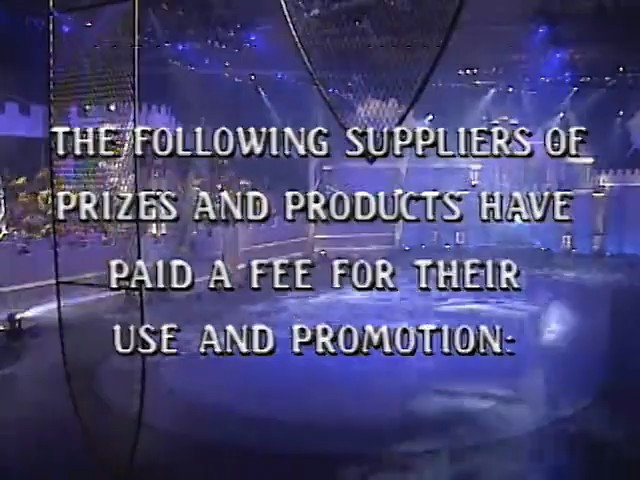 THE FOLLOWING SUPPLIERS OF
PRIZES AND PRODUCTS HAVE
PAID A FEE FOR THEIR
USE AND PROMOTION: